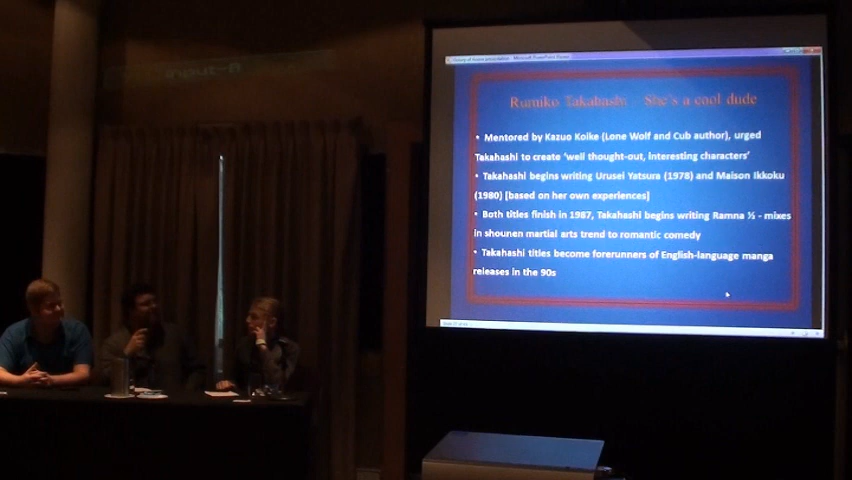 Rumiko Takahashi – She's a cool dude
• Mentored by Kazuo Koike (Lone Wolf and Cub author), urged
Takahashi to create 'well thought-out, interesting characters'
• Takahashi begins writing Urusei Yatsura (1978) and Maison Ikkoku
(1980) [based on her own experiences]
• Both titles finish in 1987, Takahashi begins writing Ramna ½ - mixes
in shounen martial arts trend to romantic comedy
• Takahashi titles become forerunners of English-language manga
releases in the 90s